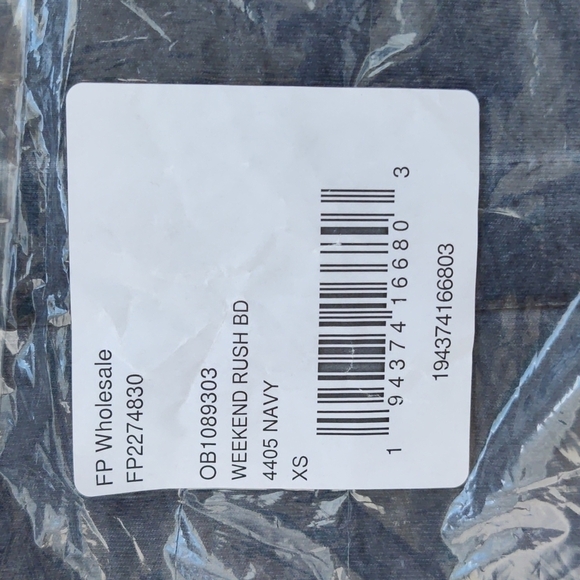 FP Wholesale
FP2274830
OB1089303
WEEKEND RUSH BD
4405 NAVY
XS
1 94374 16680 3
194374166803